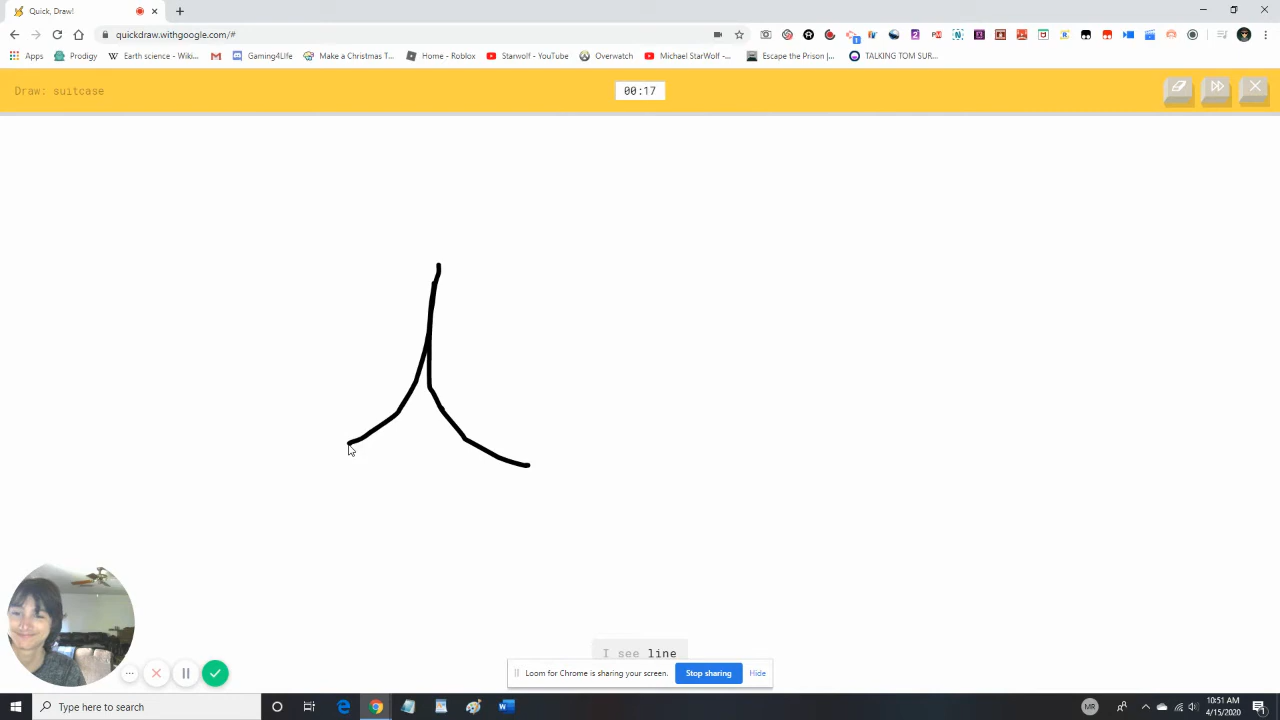 Quick, Draw!
quickdraw.withgoogle.com/#
Apps Prodigy Earth science - Wiki... Gaming4Life Make a Christmas T... Home - Roblox Starwolf - YouTube Overwatch Michael StarWolf -... Escape the Prison |... TALKING TOM SUR...
Draw: suitcase 00:17
I see line
Loom for Chrome is sharing your screen. Stop sharing Hide
Type here to search
MR
10:51 AM
4/15/2020